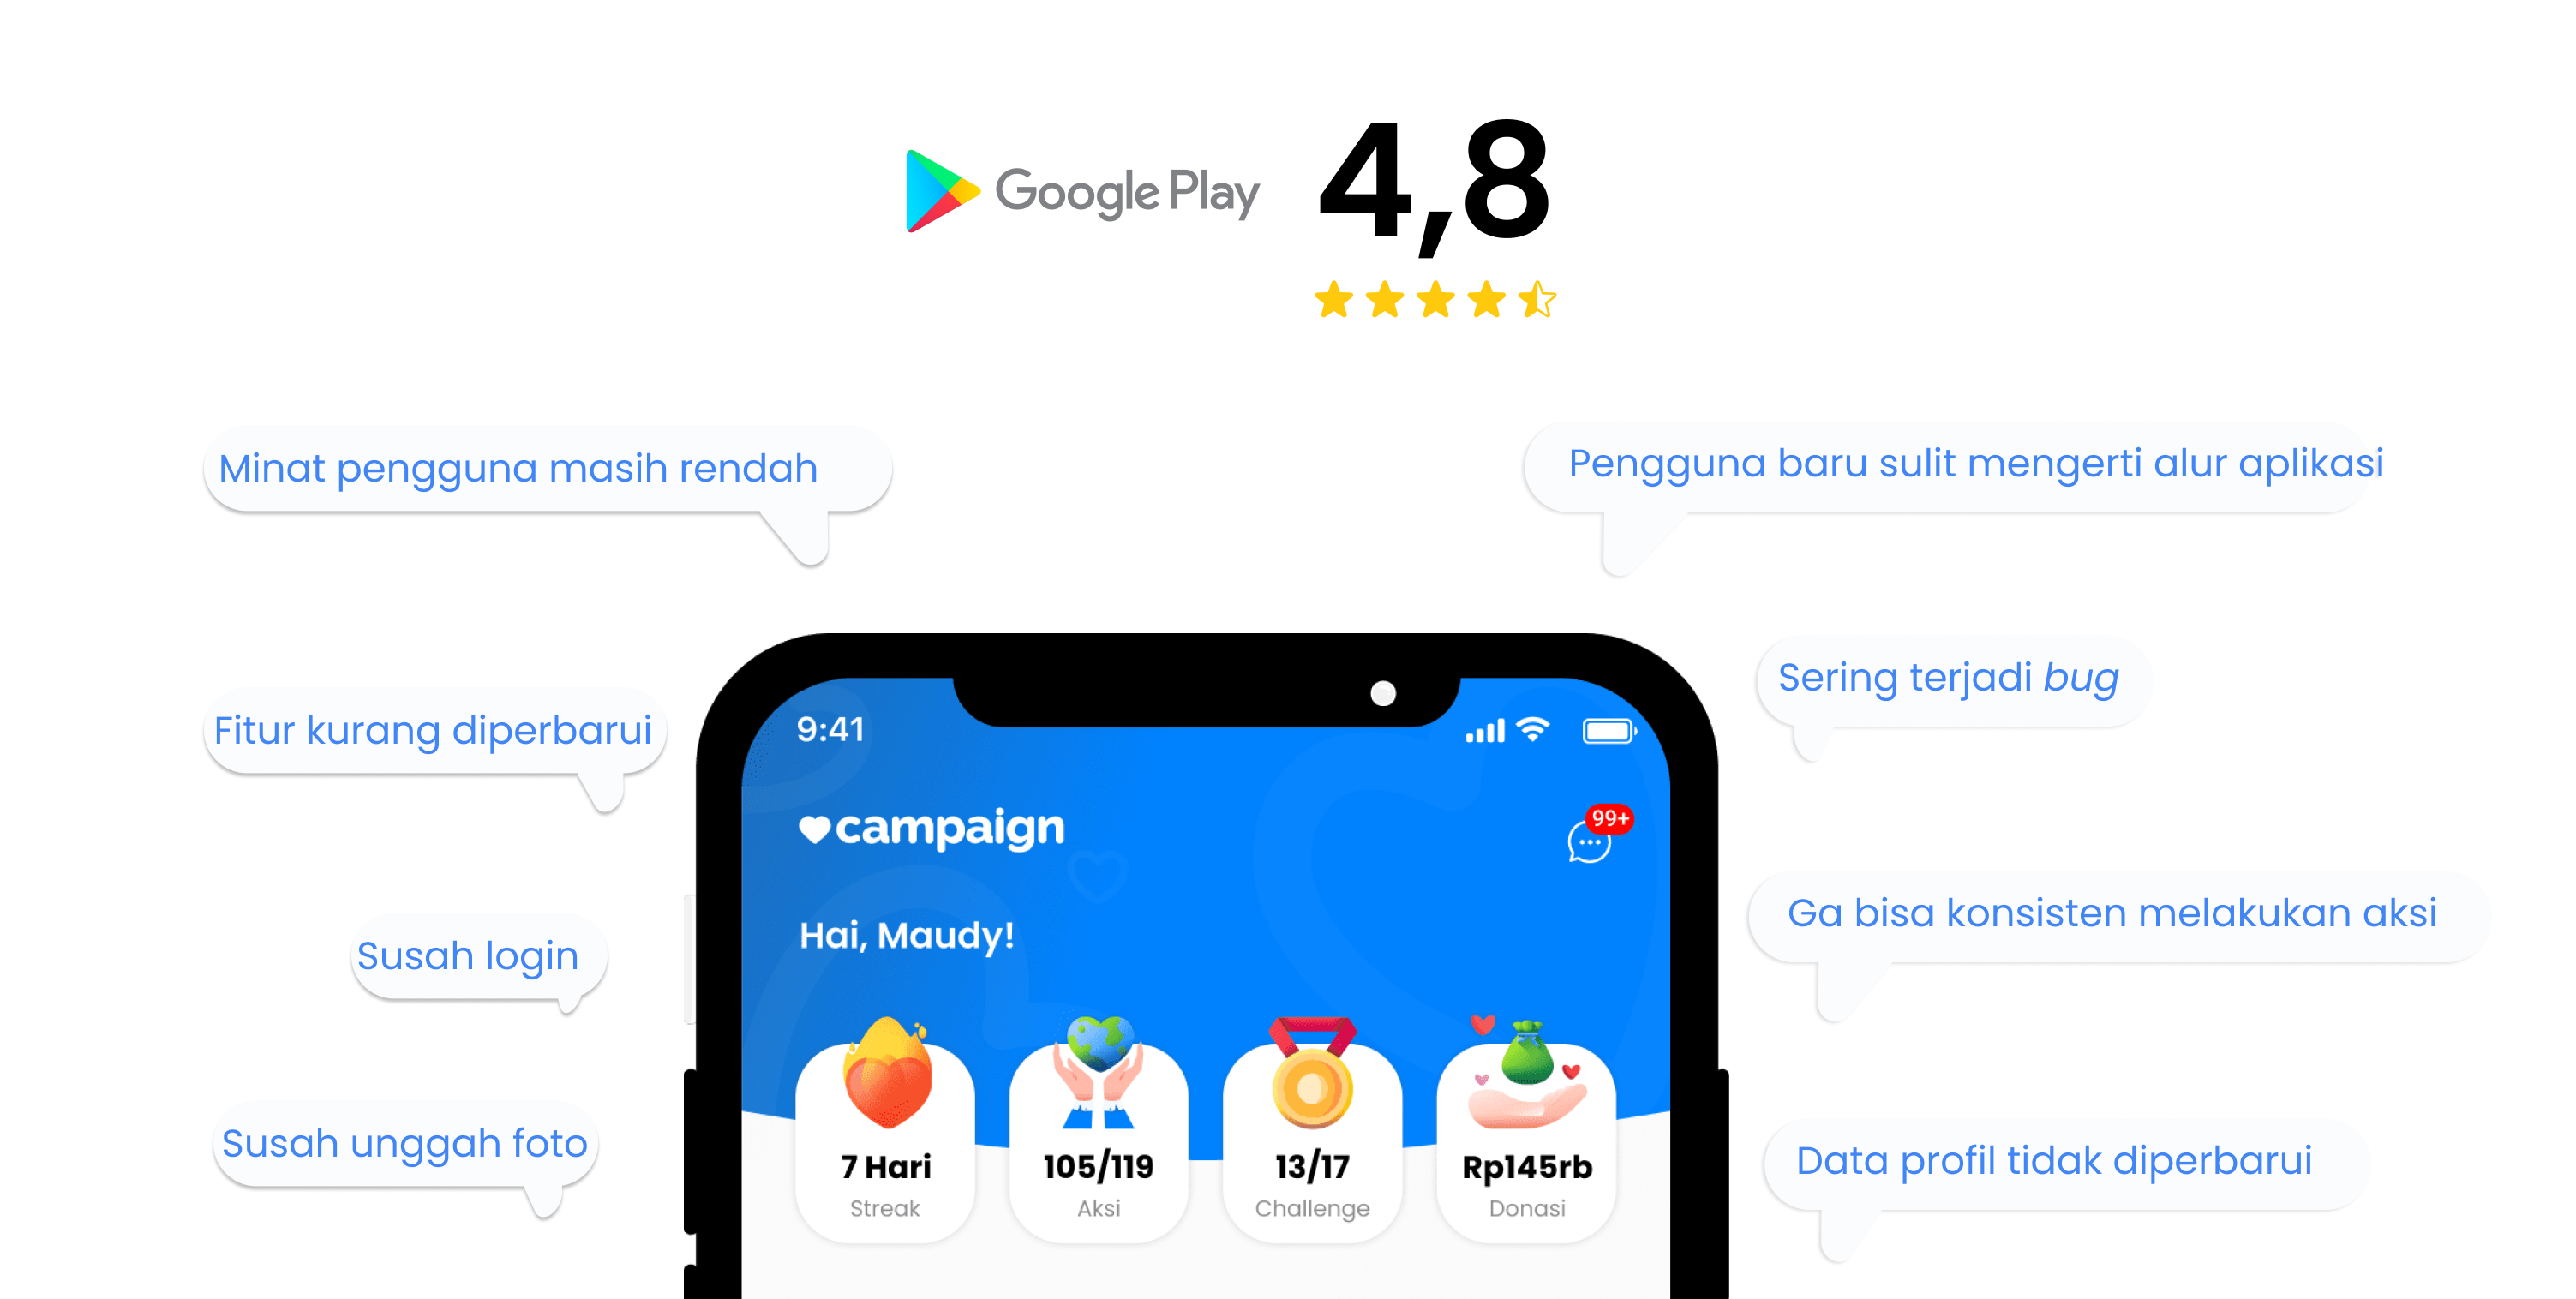 Google Play
4,8
Minat pengguna masih rendah
Pengguna baru sulit mengerti alur aplikasi
Fitur kurang diperbarui
Sering terjadi bug
Susah login
Ga bisa konsisten melakukan aksi
Susah unggah foto
Data profil tidak diperbarui
9:41
campaign
99+
Hai, Maudy!
7 Hari
Streak
105/119
Aksi
13/17
Challenge
Rp145rb
Donasi